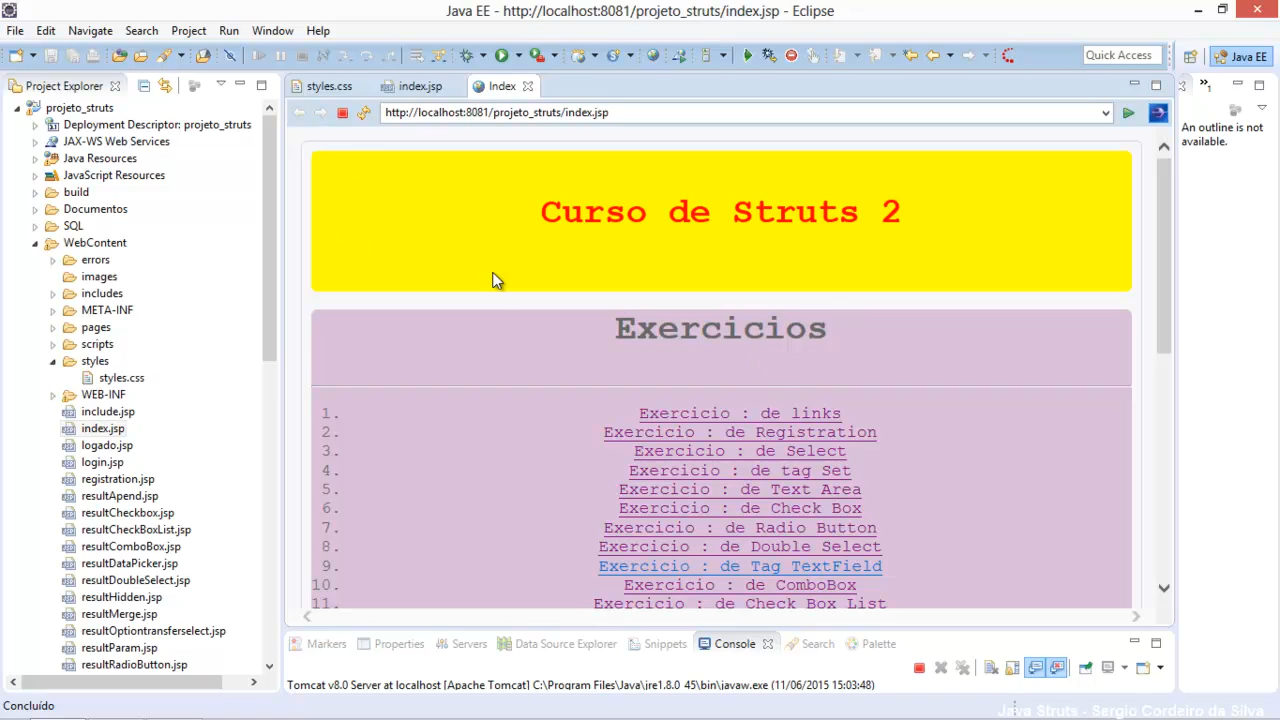 Java EE - http://localhost:8081/projeto_struts/index.jsp - Eclipse
File Edit Navigate Search Project Run Window Help
Quick Access
Java EE
Project Explorer
styles.css
index.jsp
Index
1
http://localhost:8081/projeto_struts/index.jsp
An outline is not
available.
projeto_struts
Deployment Descriptor: projeto_struts
JAX-WS Web Services
Java Resources
JavaScript Resources
build
Documentos
SQL
WebContent
errors
images
includes
META-INF
pages
scripts
styles
styles.css
WEB-INF
include.jsp
index.jsp
logado.jsp
login.jsp
registration.jsp
resultApend.jsp
resultCheckbox.jsp
resultCheckBoxList.jsp
resultComboBox.jsp
resultDataPicker.jsp
resultDoubleSelect.jsp
resultHidden.jsp
resultMerge.jsp
resultOptiontransferselect.jsp
resultParam.jsp
resultRadioButton.jsp
Curso de Struts 2
Exercicios
1. Exercicio : de links
2. Exercicio : de Registration
3. Exercicio : de Select
4. Exercicio : de tag Set
5. Exercicio : de Text Area
6. Exercicio : de Check Box
7. Exercicio : de Radio Button
8. Exercicio : de Double Select
9. Exercicio : de Tag TextField
10. Exercicio : de ComboBox
11. Exercicio : de Check Box List
Markers Properties Servers Data Source Explorer Snippets Console Search Palette
Tomcat v8.0 Server at localhost [Apache Tomcat] C:\Program Files\Java\jre1.8.0_45\bin\javaw.exe (11/06/2015 15:03:48)
Concluído
Java Struts - Sergio Cordeiro da Silva